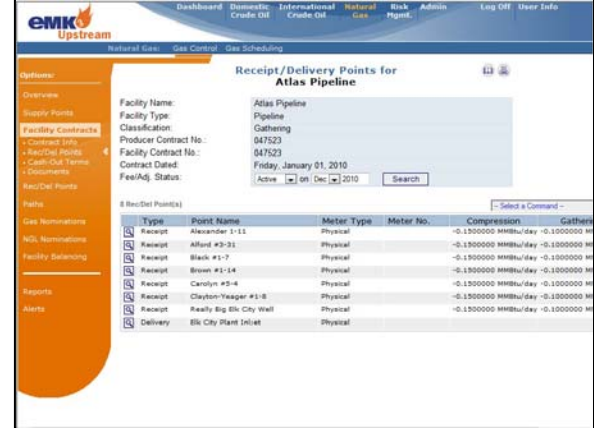 Dashboard Domestic Crude Oil International Crude Oil Natural Gas Risk Mgmt. Admin Log Off User Info
eMK
Upstream
Natural Gas: Gas Control Gas Scheduling
Options:
Overview
Supply Points
Facility Contracts
- Contract Info
- Rec/Del Points
- Cash-Out Terms
- Documents
Rec/Del Points
Paths
Gas Nominations
NGL Nominations
Facility Balancing
Reports
Alerts
Receipt/Delivery Points for
Atlas Pipeline
Facility Name: Atlas Pipeline
Facility Type: Pipeline
Classification: Gathering
Producer Contract No.: 047523
Facility Contract No.: 047523
Contract Dated: Friday, January 01, 2010
Fee/Adj. Status: Active on Dec 2010 Search
8 Rec/Del Point(s) -- Select a Command --
Type Point Name Meter Type Meter No. Compression Gatheri
Receipt Alexander 1-11 Physical -0.1500000 MMBtu/day -0.1000000 M
Receipt Alford #3-31 Physical -0.1500000 MMBtu/day -0.1000000 M
Receipt Black #1-7 Physical -0.1500000 MMBtu/day -0.1000000 M
Receipt Brown #1-14 Physical -0.1500000 MMBtu/day -0.1000000 M
Receipt Carolyn #5-4 Physical -0.1500000 MMBtu/day -0.1000000 M
Receipt Clayton-Yeager #1-8 Physical -0.1500000 MMBtu/day -0.1000000 M
Receipt Really Big Elk City Well Physical -0.1500000 MMBtu/day -0.1000000 M
Delivery Elk City Plant Inlet Physical